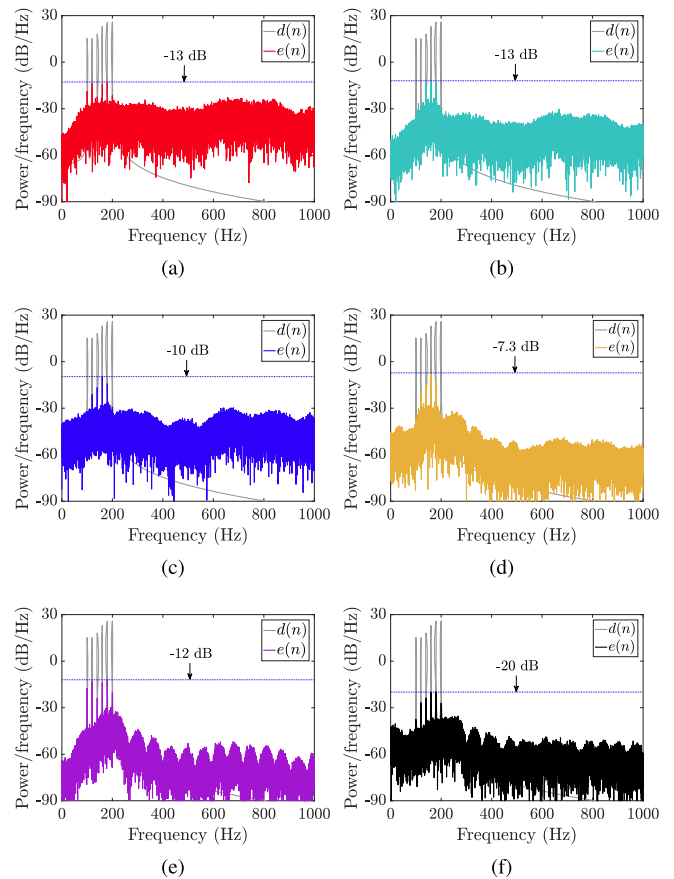 30
0
-30
-60
-90
Power/frequency (dB/Hz)
-13 dB
d(n)
e(n)
0 200 400 600 800 1000
Frequency (Hz)
(a)
30
0
-30
-60
-90
Power/frequency (dB/Hz)
-13 dB
d(n)
e(n)
0 200 400 600 800 1000
Frequency (Hz)
(b)
30
0
-30
-60
-90
Power/frequency (dB/Hz)
-10 dB
d(n)
e(n)
0 200 400 600 800 1000
Frequency (Hz)
(c)
30
0
-30
-60
-90
Power/frequency (dB/Hz)
-7.3 dB
d(n)
e(n)
0 200 400 600 800 1000
Frequency (Hz)
(d)
30
0
-30
-60
-90
Power/frequency (dB/Hz)
-12 dB
d(n)
e(n)
0 200 400 600 800 1000
Frequency (Hz)
(e)
30
0
-30
-60
-90
Power/frequency (dB/Hz)
-20 dB
d(n)
e(n)
0 200 400 600 800 1000
Frequency (Hz)
(f)